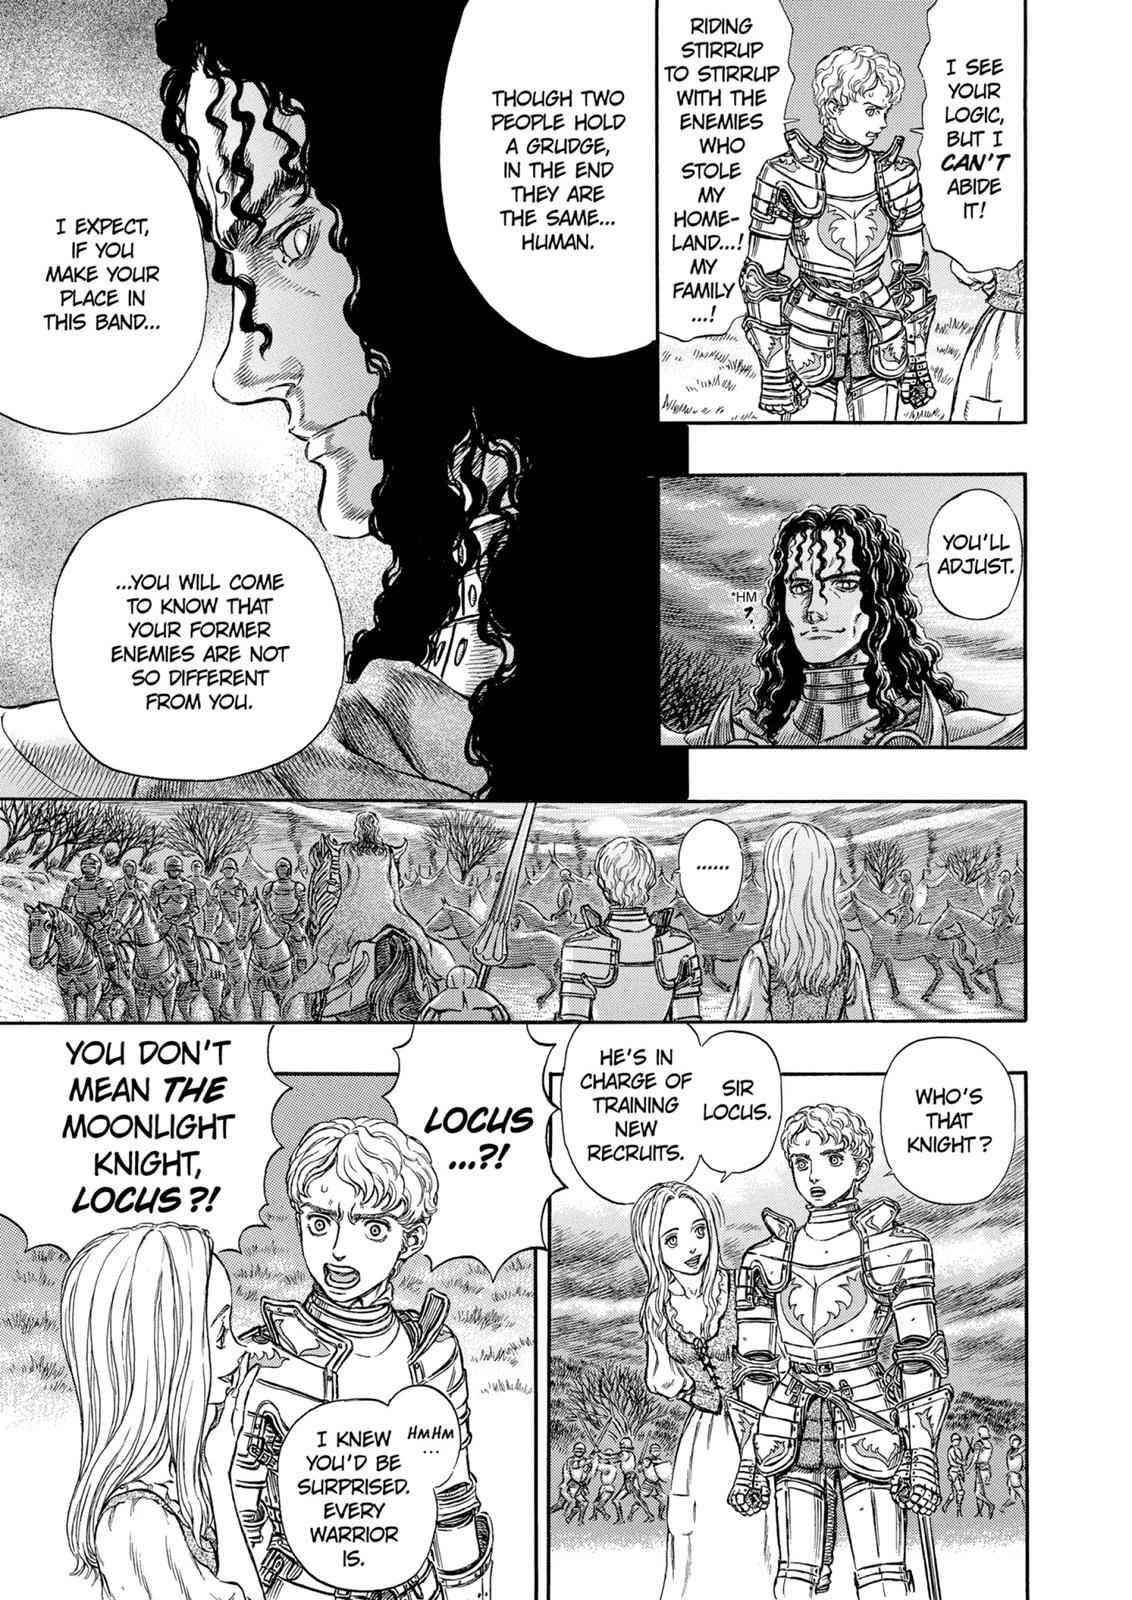 I SEE
YOUR
LOGIC,
BUT I
CAN'T
ABIDE
IT!
RIDING
STIRRUP
TO STIRRUP
WITH THE
ENEMIES
WHO
STOLE
MY
HOME-
LAND...!
MY
FAMILY
...!
YOU'LL
ADJUST.
*HM
THOUGH TWO
PEOPLE HOLD
A GRUDGE,
IN THE END
THEY ARE
THE SAME...
HUMAN.
I EXPECT,
IF YOU
MAKE YOUR
PLACE IN
THIS BAND...
...YOU WILL COME
TO KNOW THAT
YOUR FORMER
ENEMIES ARE NOT
SO DIFFERENT
FROM YOU.
......
WHO'S
THAT
KNIGHT?
SIR
LOCUS.
HE'S IN
CHARGE OF
TRAINING
NEW
RECRUITS.
LOCUS
...?!
YOU DON'T
MEAN THE
MOONLIGHT
KNIGHT,
LOCUS?!
HMHM
...
I KNEW
YOU'D BE
SURPRISED.
EVERY
WARRIOR
IS.